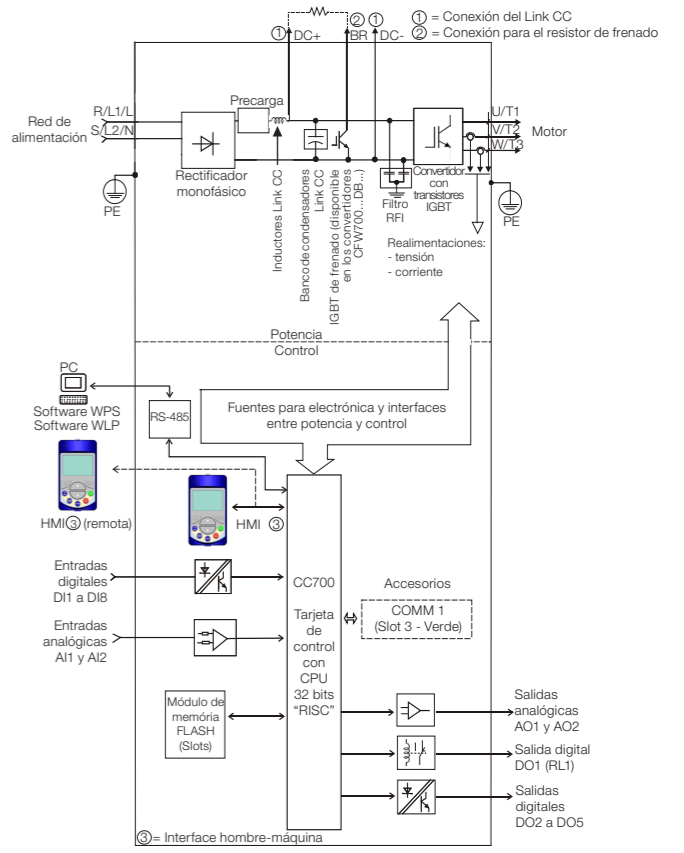 ① = Conexión del Link CC
② = Conexión para el resistor de frenado
① DC+
② BR
① DC-
Precarga
R/L1/L
S/L2/N
Red de
alimentación
Rectificador
monofásico
PE
Inductores Link CC
Banco de condensadores
Link CC
IGBT de frenado (disponible
en los convertidores
CFW700...DB...)
Filtro
RFI
Convertidor
con
transistores
IGBT
U/T1
V/T2
W/T3
Motor
PE
Realimentaciones:
- tensión
- corriente
Potencia
Control
PC
Software WPS
Software WLP
RS-485
Fuentes para electrónica y interfaces
entre potencia y control
HMI③ (remota)
HMI ③
Entradas
digitales
DI1 a DI8
Entradas
analógicas
AI1 y AI2
Módulo de
memória
FLASH
(Slots)
CC700
Tarjeta
de
control
con
CPU
32 bits
“RISC”
Accesorios
COMM 1
(Slot 3 - Verde)
Salidas
analógicas
AO1 y AO2
Salida digital
DO1 (RL1)
Salidas
digitales
DO2 a DO5
③= Interface hombre-máquina